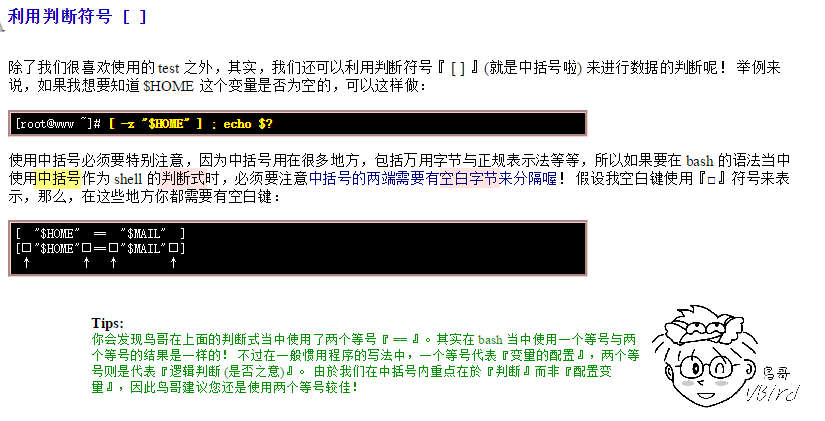 利用判断符号 [ ]
除了我们很喜欢使用的 test 之外，其实，我们还可以利用判断符号『 [ ] 』(就是中括号啦) 来进行数据的判断呢！ 举例来
说，如果我想要知道 $HOME 这个变量是否为空的，可以这样做：
[root@www ~]# [ -z "$HOME" ] ; echo $?
使用中括号必须要特别注意，因为中括号用在很多地方，包括万用字节与正规表示法等等，所以如果要在 bash 的语法当中
使用中括号作为 shell 的判断式时，必须要注意中括号的两端需要有空白字节来分隔喔！ 假设我空白键使用『□』符号来表
示，那么，在这些地方你都需要有空白键：
[  "$HOME"  ==  "$MAIL"  ]
[□"$HOME"□==□"$MAIL"□]
 ↑       ↑  ↑       ↑
Tips:
你会发现鸟哥在上面的判断式当中使用了两个等号『 == 』。其实在 bash 当中使用一个等号与两
个等号的结果是一样的！ 不过在一般惯用程序的写法中，一个等号代表『变量的配置』，两个等
号则是代表『逻辑判断 (是否之意)』。 由於我们在中括号内重点在於『判断』而非『配置变
量』，因此鸟哥建议您还是使用两个等号较佳！
鸟哥
VBird